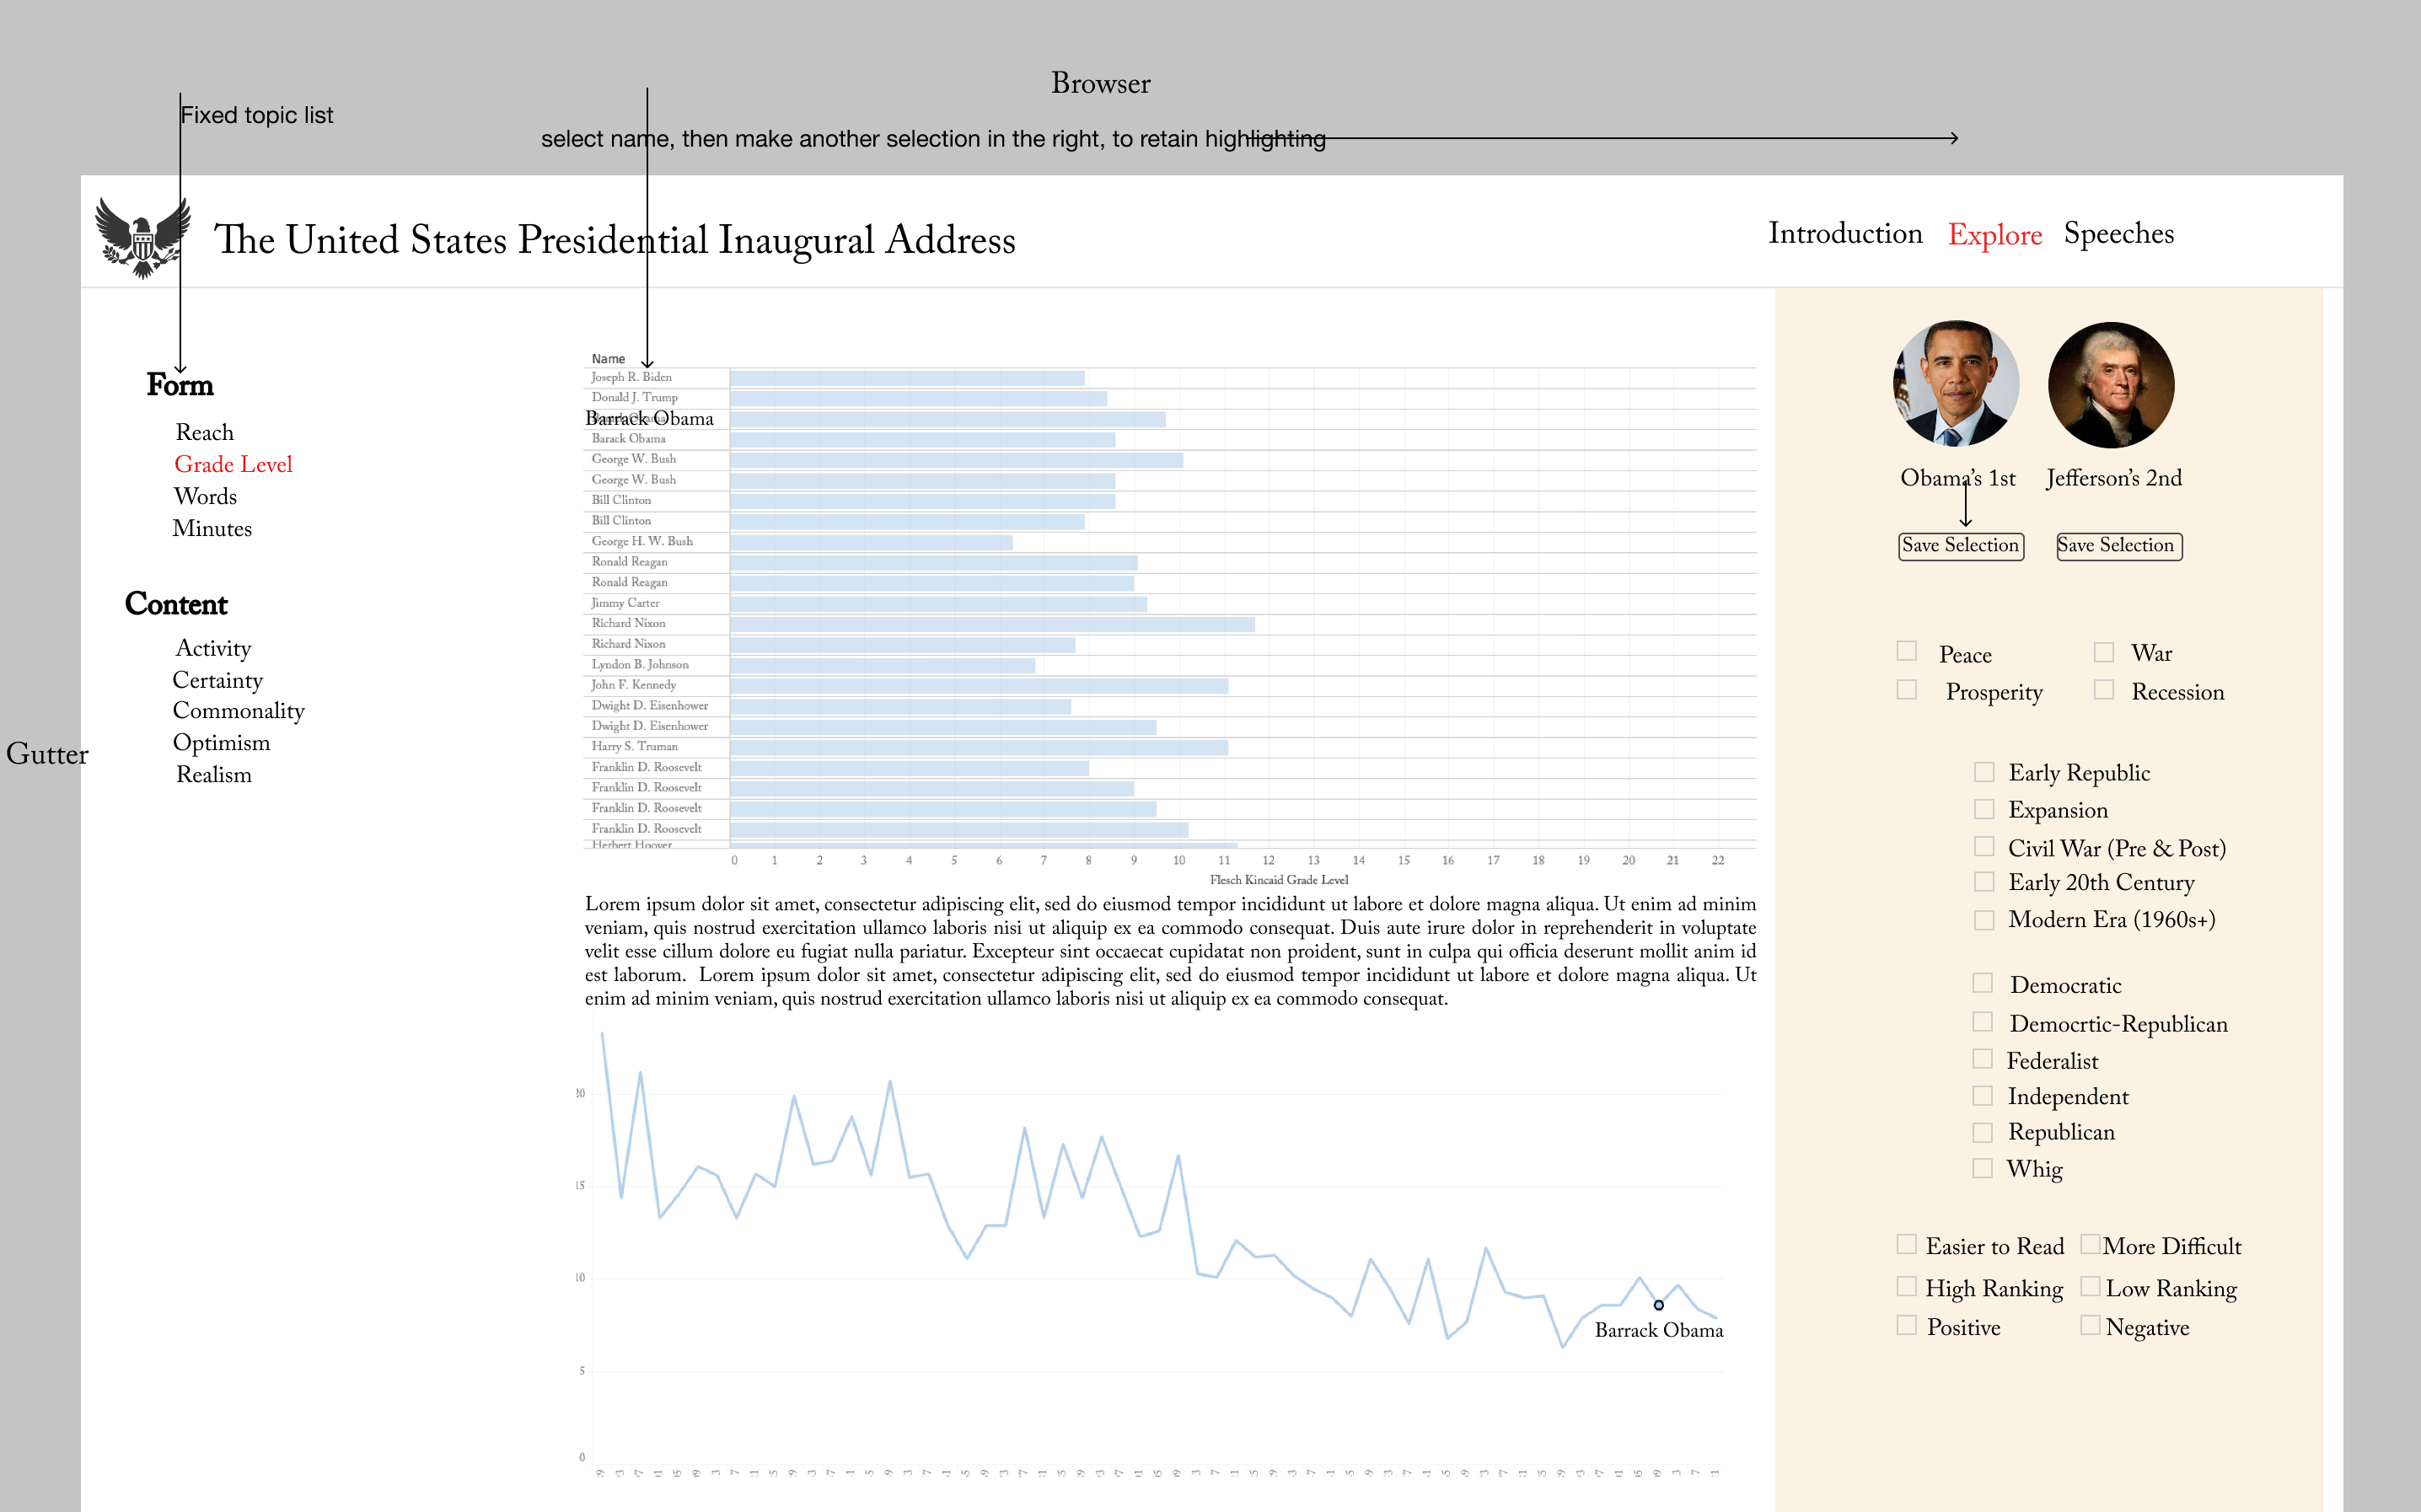 Browser
Fixed topic list
select name, then make another selection in the right, to retain highlighting
The United States Presidential Inaugural Address
Introduction Explore Speeches
Form
Reach
Grade Level
Words
Minutes
Content
Activity
Certainty
Commonality
Optimism
Realism
Gutter
Name
Joseph R. Biden
Donald J. Trump
Barrack Obama
Barack Obama
George W. Bush
George W. Bush
Bill Clinton
Bill Clinton
George H. W. Bush
Ronald Reagan
Ronald Reagan
Jimmy Carter
Richard Nixon
Richard Nixon
Lyndon B. Johnson
John F. Kennedy
Dwight D. Eisenhower
Dwight D. Eisenhower
Harry S. Truman
Franklin D. Roosevelt
Franklin D. Roosevelt
Franklin D. Roosevelt
Franklin D. Roosevelt
Herbert Hoover
0 1 2 3 4 5 6 7 8 9 10 11 12 13 14 15 16 17 18 19 20 21 22
Flesch Kincaid Grade Level
Lorem ipsum dolor sit amet, consectetur adipiscing elit, sed do eiusmod tempor incididunt ut labore et dolore magna aliqua. Ut enim ad minim
veniam, quis nostrud exercitation ullamco laboris nisi ut aliquip ex ea commodo consequat. Duis aute irure dolor in reprehenderit in voluptate
velit esse cillum dolore eu fugiat nulla pariatur. Excepteur sint occaecat cupidatat non proident, sunt in culpa qui officia deserunt mollit anim id
est laborum. Lorem ipsum dolor sit amet, consectetur adipiscing elit, sed do eiusmod tempor incididunt ut labore et dolore magna aliqua. Ut
enim ad minim veniam, quis nostrud exercitation ullamco laboris nisi ut aliquip ex ea commodo consequat.
20
15
10
5
0
Barrack Obama
Obama's 1st Jefferson's 2nd
Save Selection Save Selection
Peace War
Prosperity Recession
Early Republic
Expansion
Civil War (Pre & Post)
Early 20th Century
Modern Era (1960s+)
Democratic
Democrtic-Republican
Federalist
Independent
Republican
Whig
Easier to Read More Difficult
High Ranking Low Ranking
Positive Negative